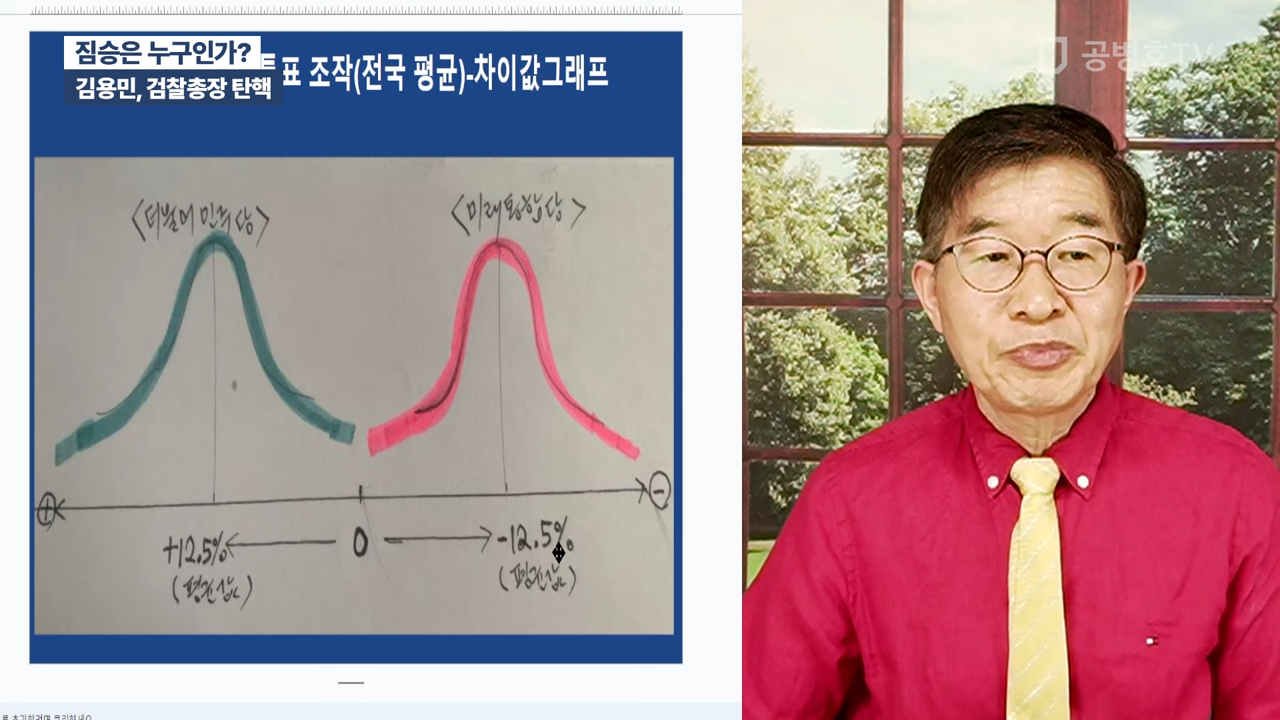 짐승은 누구인가?
김용민, 검찰총장 탄핵
표 조작(전국 평균)-차이값그래프
공병호TV
<더불어민주당>
<미래통합당>
+ -
+12.5% 0 -12.5%
(평균값) (평균값)